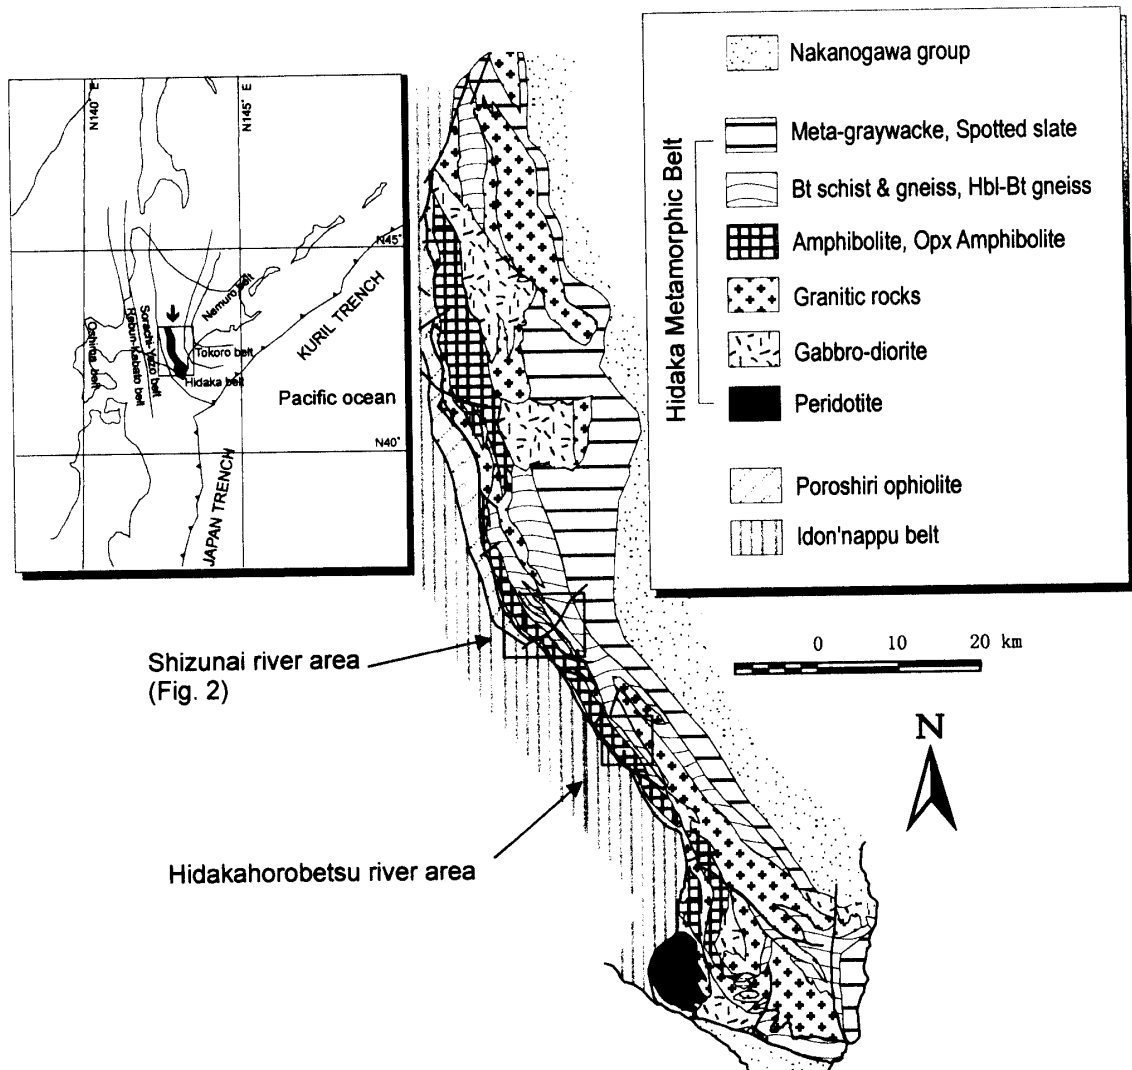 N140° E
N145° E
N45°
Nemuro belt
KURIL TRENCH
Oshima belt
Rebun-Kabato belt
Sorachi-Yezo belt
Tokoro belt
Hidaka belt
Pacific ocean
N40°
JAPAN TRENCH
Hidaka Metamorphic Belt
Nakanogawa group
Meta-graywacke, Spotted slate
Bt schist & gneiss, Hbl-Bt gneiss
Amphibolite, Opx Amphibolite
Granitic rocks
Gabbro-diorite
Peridotite
Poroshiri ophiolite
Idon'nappu belt
Shizunai river area
(Fig. 2)
0 10 20 km
N
Hidakahorobetsu river area